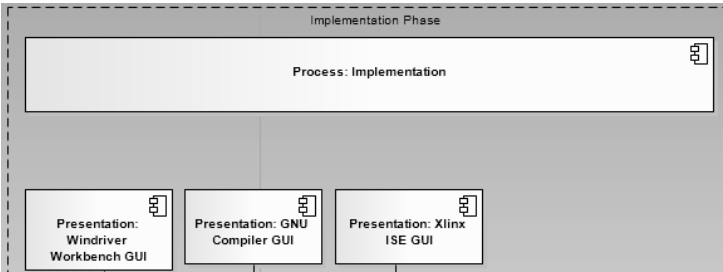 Implementation Phase
Process: Implementation
Presentation:
Windriver
Workbench GUI
Presentation: GNU
Compiler GUI
Presentation: Xlinx
ISE GUI